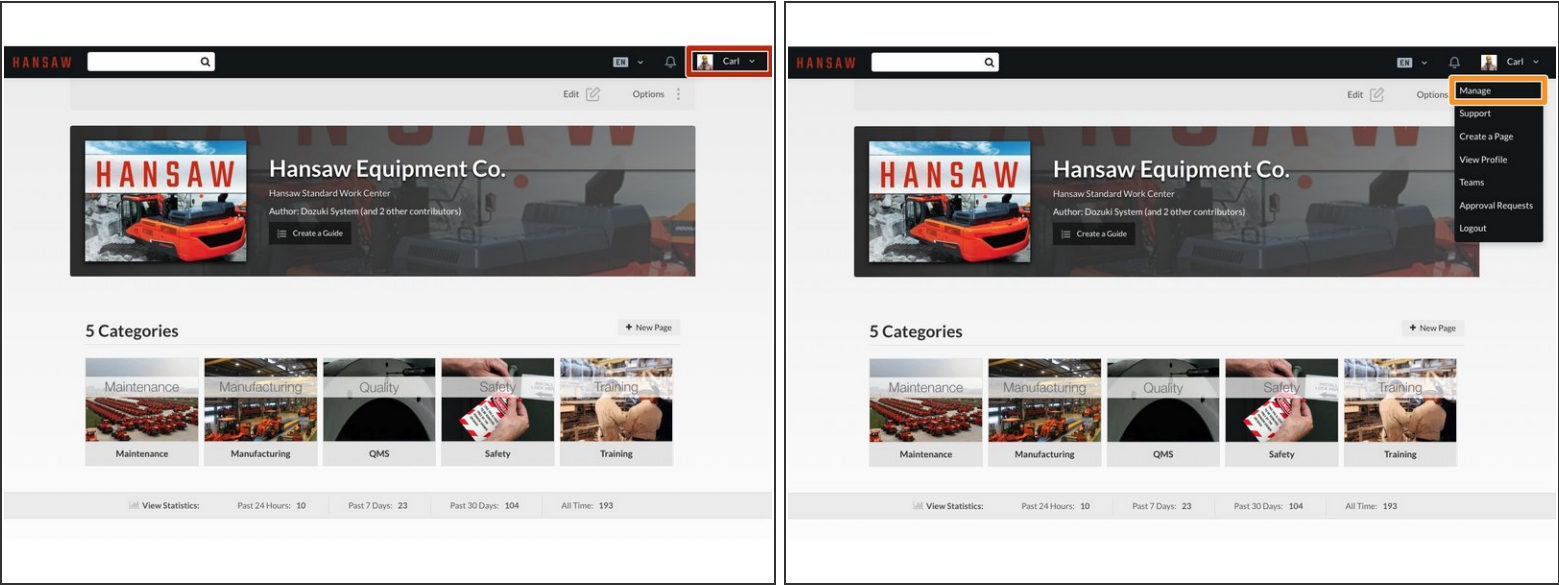 HANSAW
EN
Carl
Edit
Options
HANSAW
HANSAW
Hansaw Equipment Co.
Hansaw Standard Work Center
Author: Dozuki System (and 2 other contributors)
Create a Guide
5 Categories
+ New Page
Maintenance
Manufacturing
Quality
Safety
Training
Maintenance
Manufacturing
QMS
Safety
Training
View Statistics:
Past 24 Hours: 10
Past 7 Days: 23
Past 30 Days: 104
All Time: 193
HANSAW
EN
Carl
Edit
Options
Manage
Support
Create a Page
View Profile
Teams
Approval Requests
Logout
HANSAW
HANSAW
Hansaw Equipment Co.
Hansaw Standard Work Center
Author: Dozuki System (and 2 other contributors)
Create a Guide
5 Categories
+ New Page
Maintenance
Manufacturing
Quality
Safety
Training
Maintenance
Manufacturing
QMS
Safety
Training
View Statistics:
Past 24 Hours: 10
Past 7 Days: 23
Past 30 Days: 104
All Time: 193